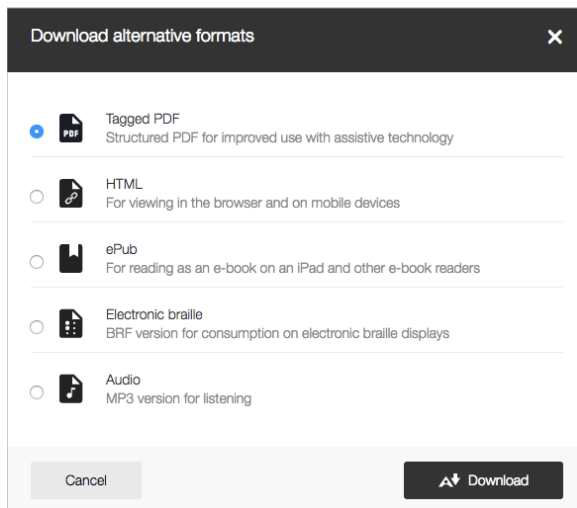 Download alternative formats
Tagged PDF
PDF
Structured PDF for improved use with assistive technology
HTML
For viewing in the browser and on mobile devices
ePub
For reading as an e-book on an iPad and other e-book readers
Electronic braille
BRF version for consumption on electronic braille displays
Audio
MP3 version for listening
Cancel
Download